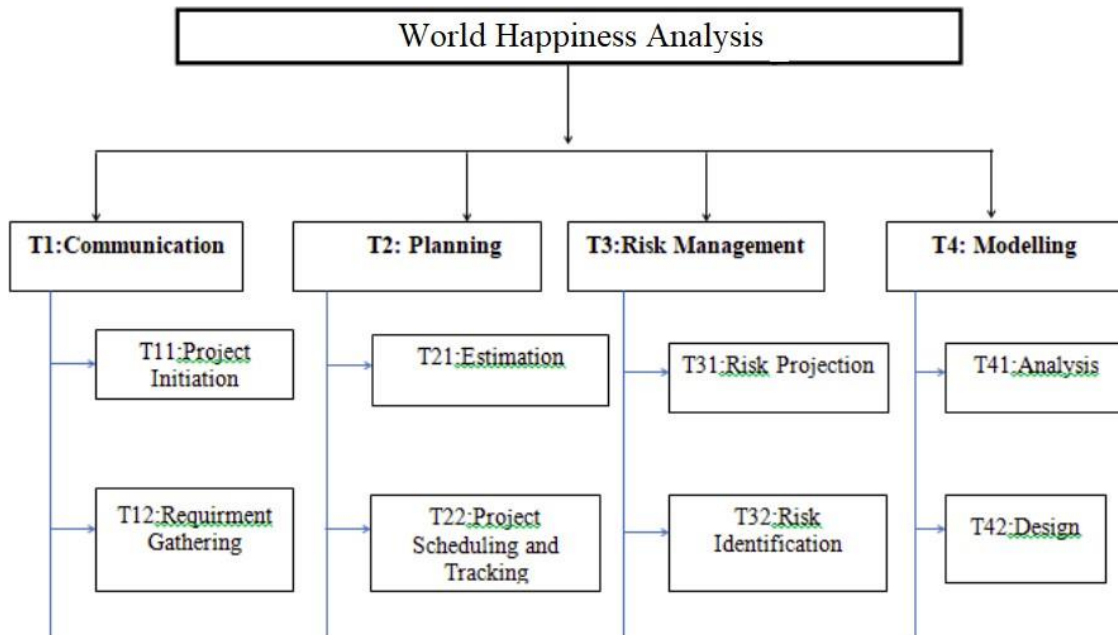 World Happiness Analysis
T1:Communication
T2: Planning
T3:Risk Management
T4: Modelling
T11:Project
Initiation
T21:Estimation
T31:Risk Projection
T41:Analysis
T12:Requirment
Gathering
T22:Project
Scheduling and
Tracking
T32:Risk
Identification
T42:Design